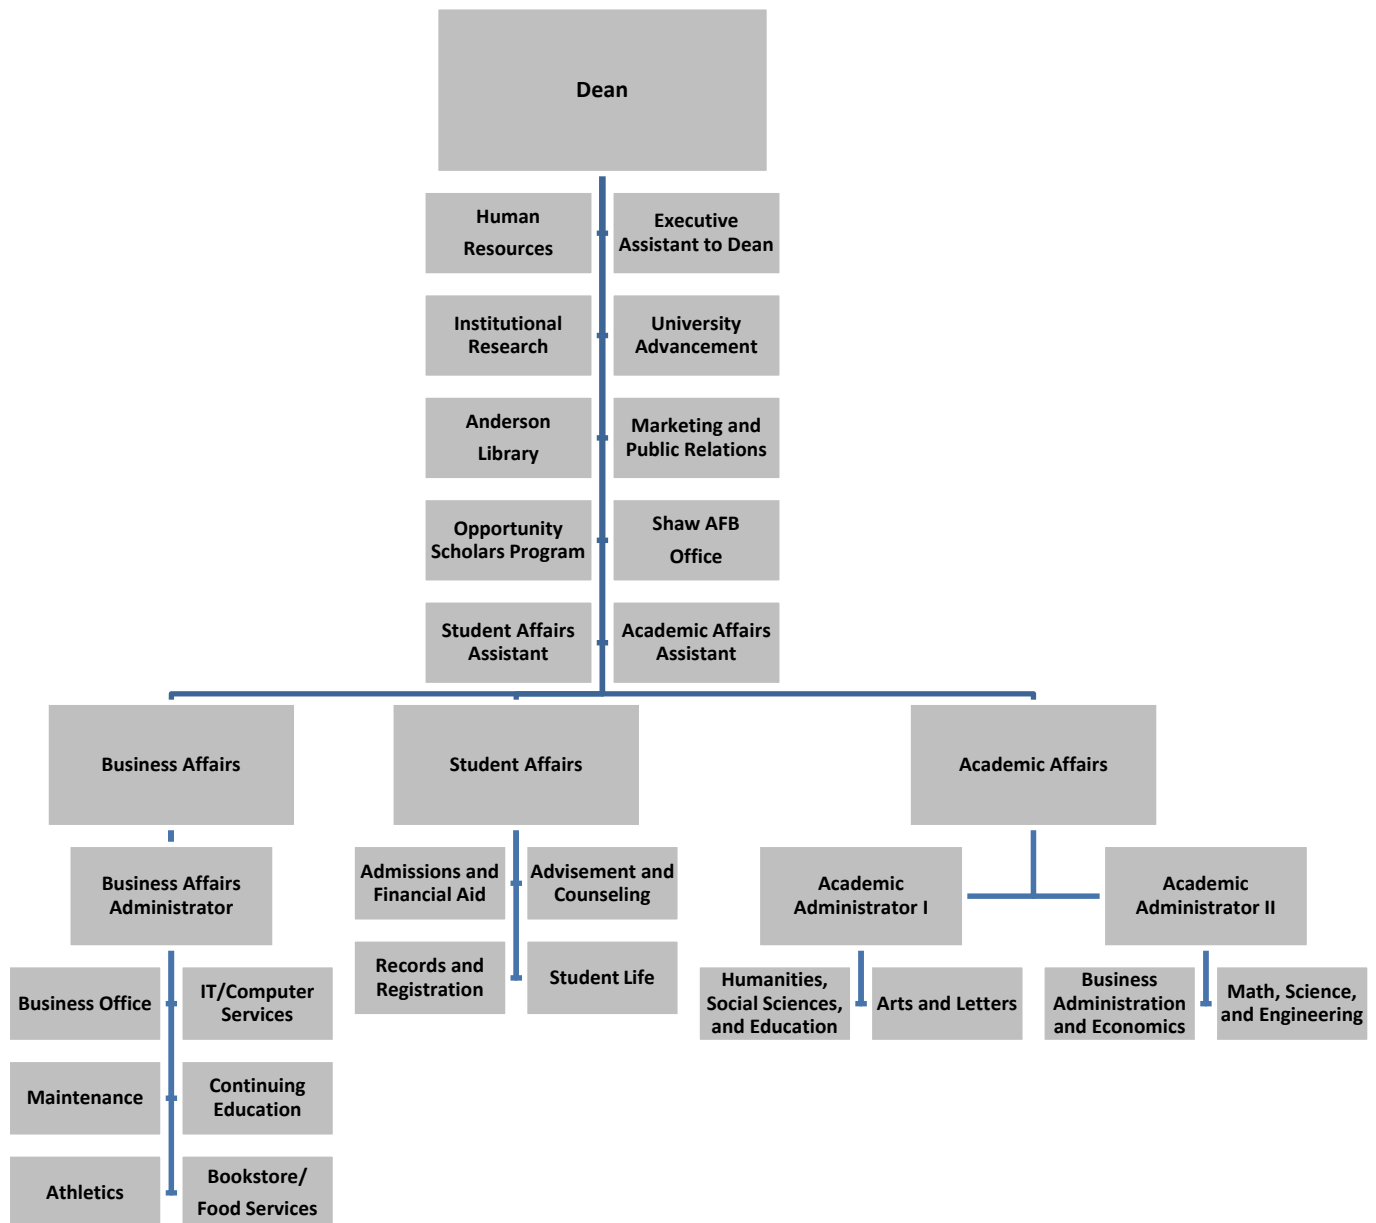 Dean
Human
Resources
Executive
Assistant to Dean
Institutional
Research
University
Advancement
Anderson
Library
Marketing and
Public Relations
Opportunity
Scholars Program
Shaw AFB
Office
Student Affairs
Assistant
Academic Affairs
Assistant
Business Affairs
Student Affairs
Academic Affairs
Business Affairs
Administrator
Admissions and
Financial Aid
Advisement and
Counseling
Academic
Administrator I
Academic
Administrator II
Records and
Registration
Student Life
Business Office
IT/Computer
Services
Humanities,
Social Sciences,
and Education
Arts and Letters
Business
Administration
and Economics
Math, Science,
and Engineering
Maintenance
Continuing
Education
Athletics
Bookstore/
Food Services